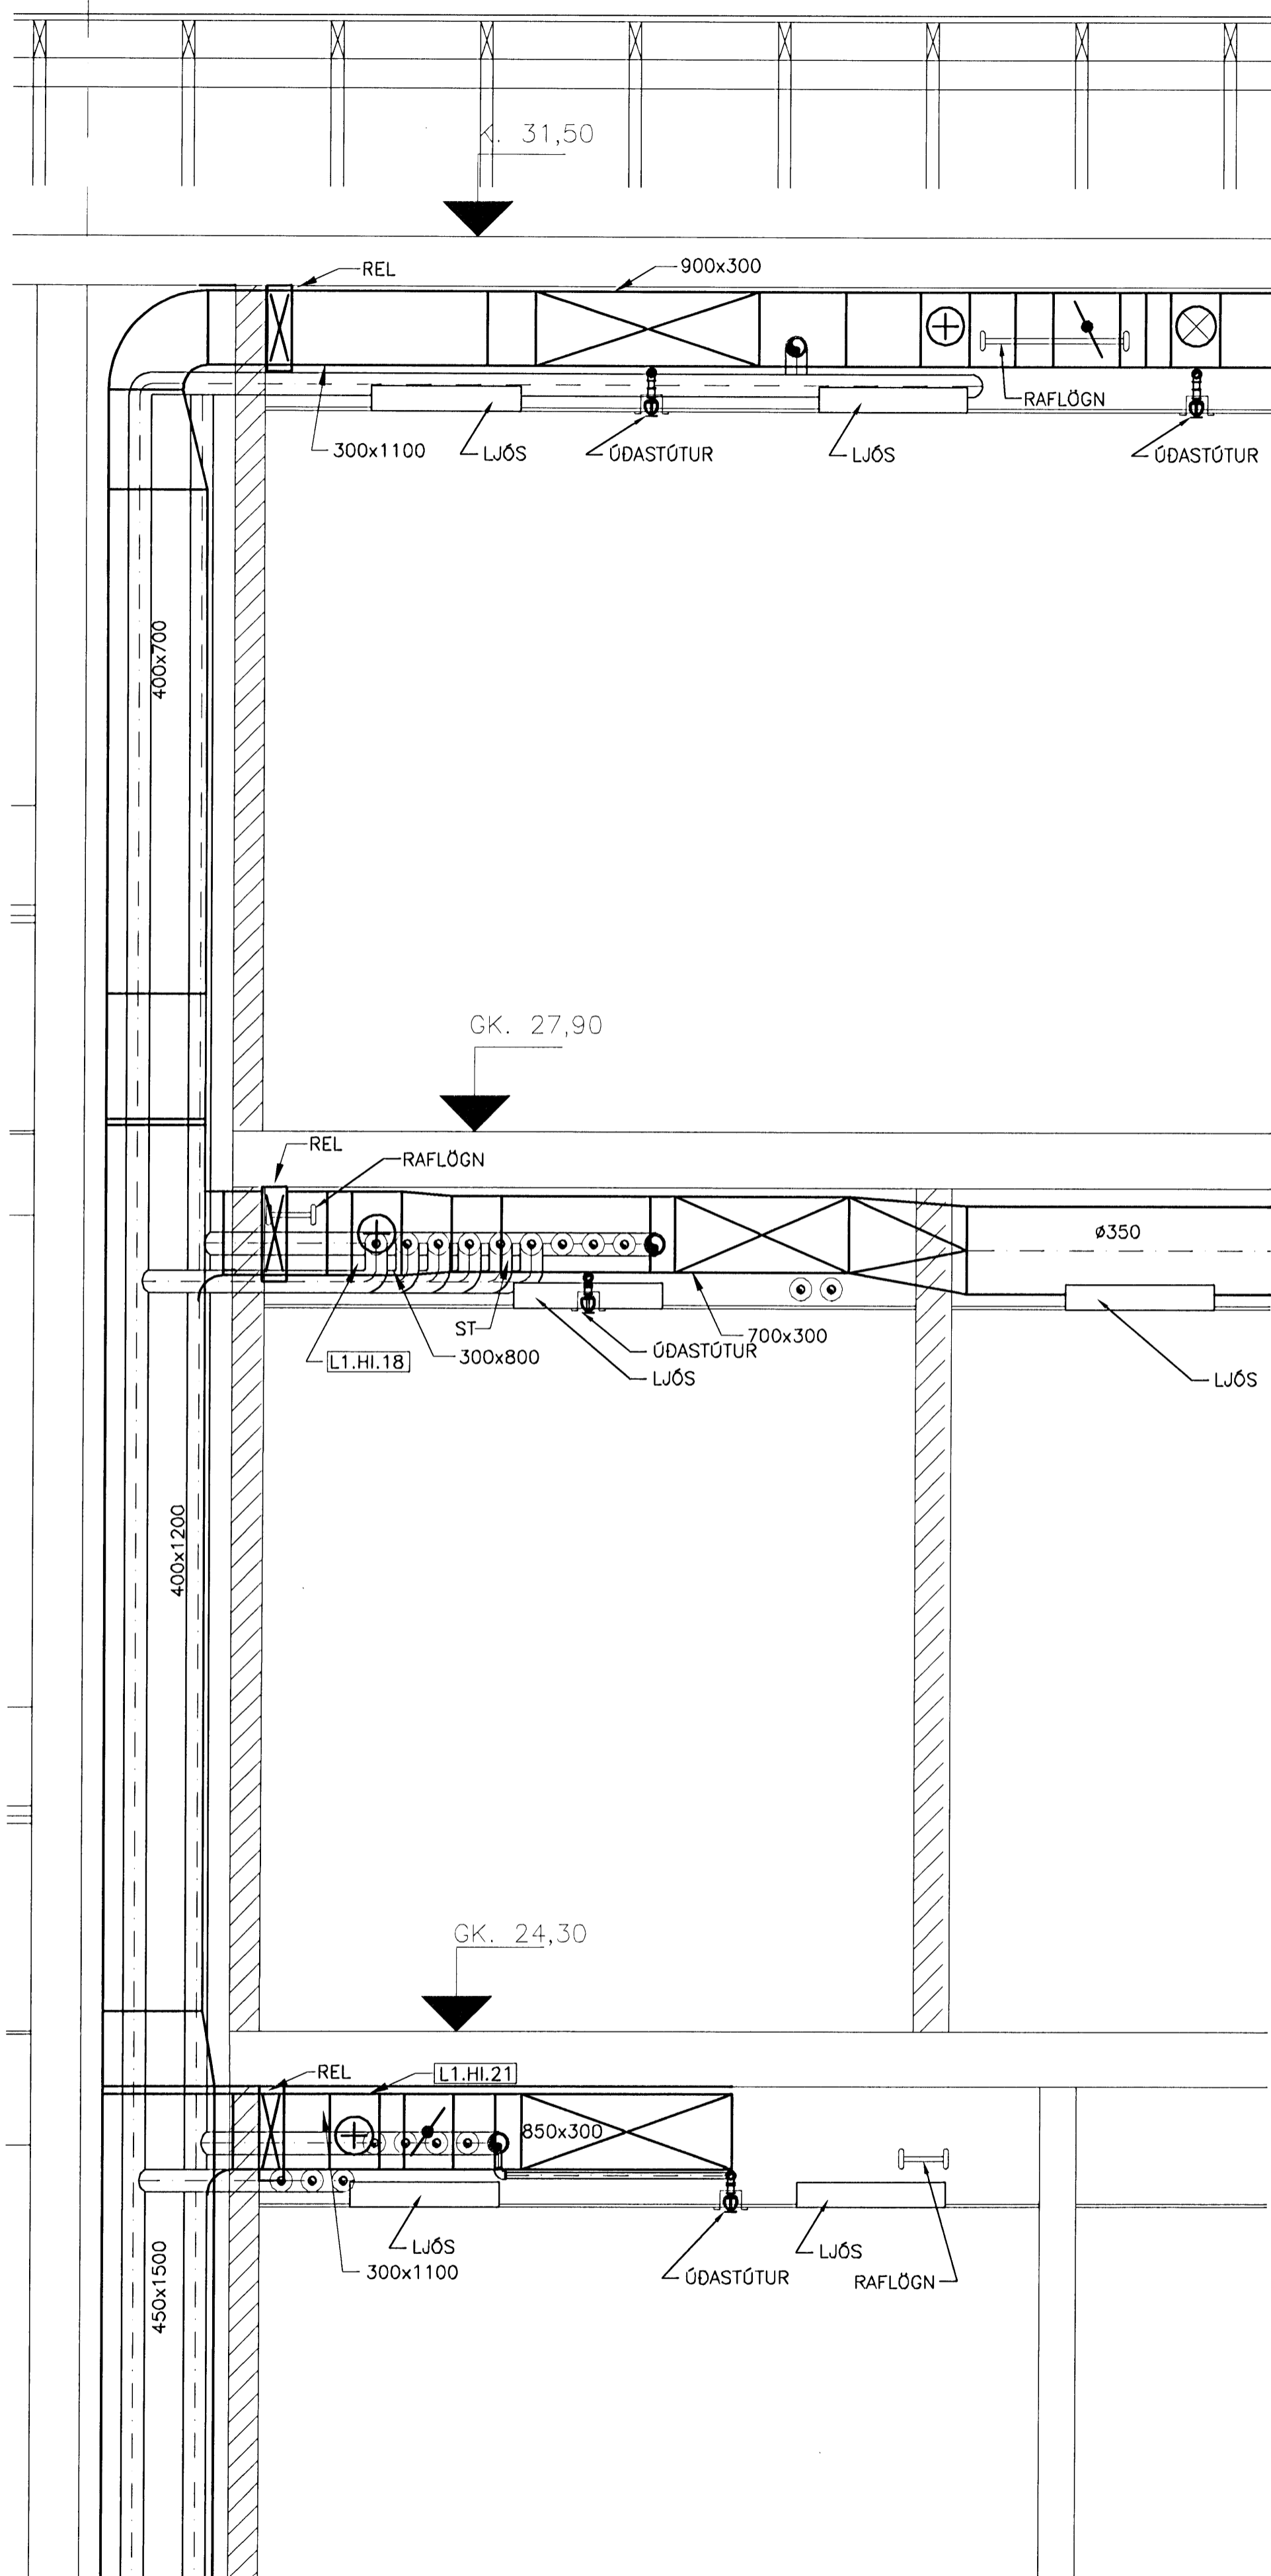 K. 31,50
REL
900x300
RAFLÖGN
300x1100
LJÓS
ÚÐASTÚTUR
LJÓS
ÚÐASTÚTUR
400x700
GK. 27,90
REL
RAFLÖGN
ø350
ST
300x800
700x300
ÚÐASTÚTUR
L1.HI.18
LJÓS
LJÓS
400x1200
GK. 24,30
REL
L1.HI.21
850x300
LJÓS
300x1100
ÚÐASTÚTUR
LJÓS
RAFLÖGN
450x1500